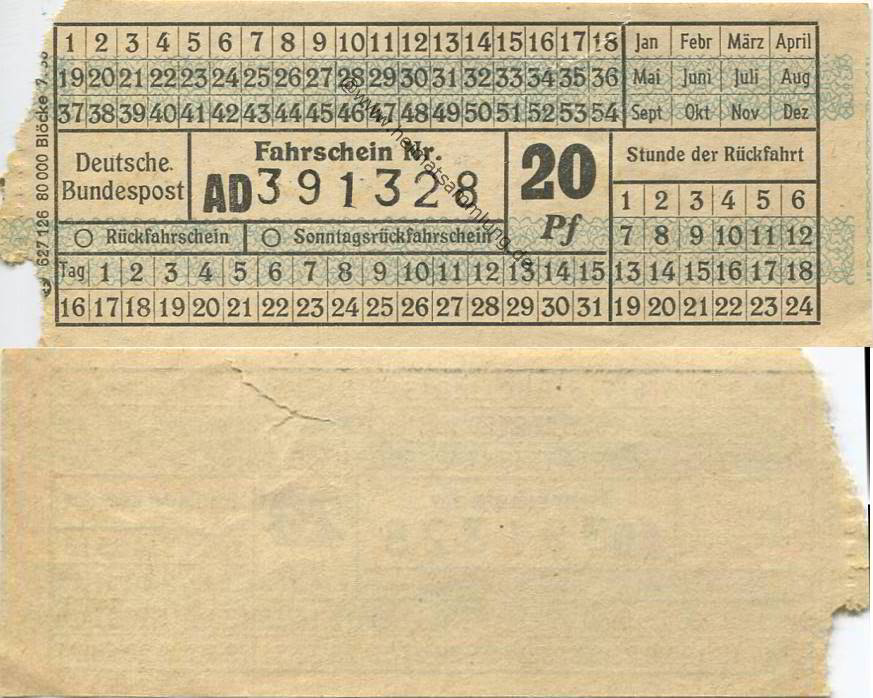 1 2 3 4 5 6 7 8 9 10 11 12 13 14 15 16 17 18 Jan Febr März April
19 20 21 22 23 24 25 26 27 28 29 30 31 32 33 34 35 36 Mai Juni Juli Aug
37 38 39 40 41 42 43 44 45 46 47 48 49 50 51 52 53 54 Sept Okt Nov Dez
Deutsche
Bundespost
Fahrschein Nr.
AD 391328
20
Pf
Stunde der Rückfahrt
1 2 3 4 5 6
7 8 9 10 11 12
13 14 15 16 17 18
19 20 21 22 23 24
Rückfahrschein Sonntagsrückfahrschein
Tag 1 2 3 4 5 6 7 8 9 10 11 12 13 14 15
16 17 18 19 20 21 22 23 24 25 26 27 28 29 30 31
627 126 80 000 Blöcke
@www.heimatsammlung.de